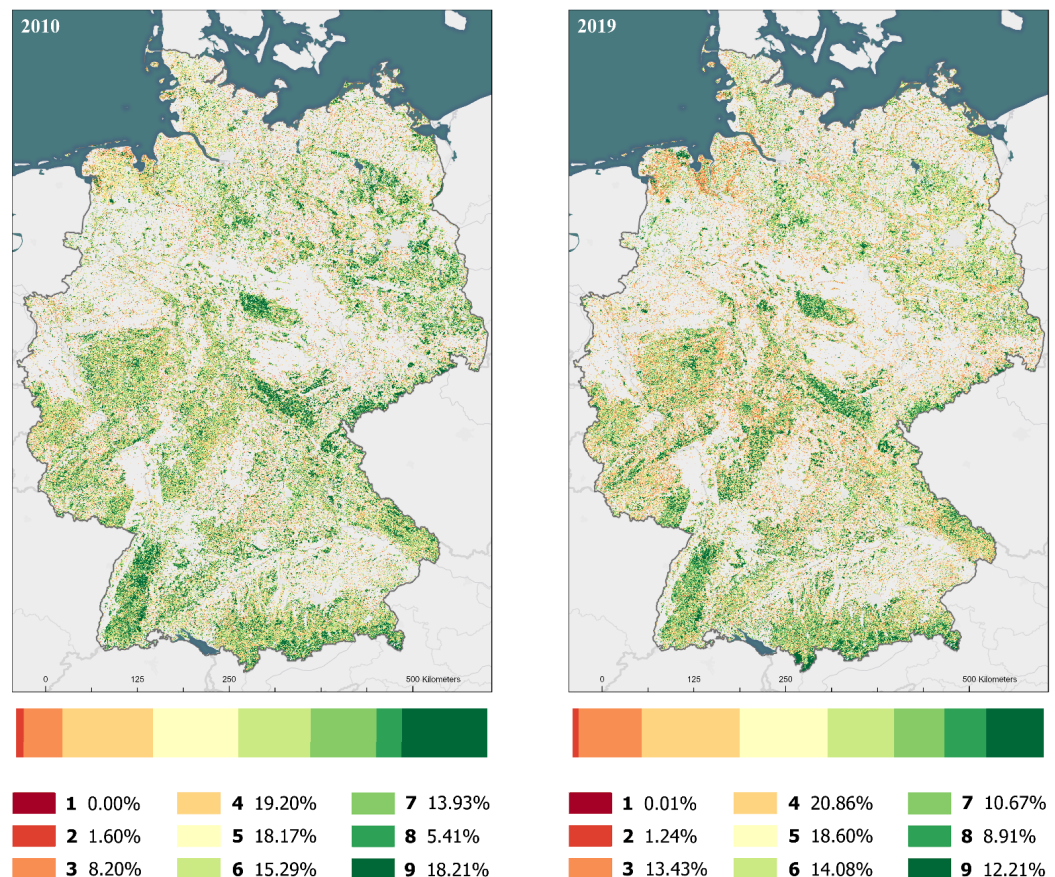 2010
2019
0 125 250 500 Kilometers
0 125 250 500 Kilometers
1 0.00% 4 19.20% 7 13.93%
2 1.60% 5 18.17% 8 5.41%
3 8.20% 6 15.29% 9 18.21%
1 0.01% 4 20.86% 7 10.67%
2 1.24% 5 18.60% 8 8.91%
3 13.43% 6 14.08% 9 12.21%